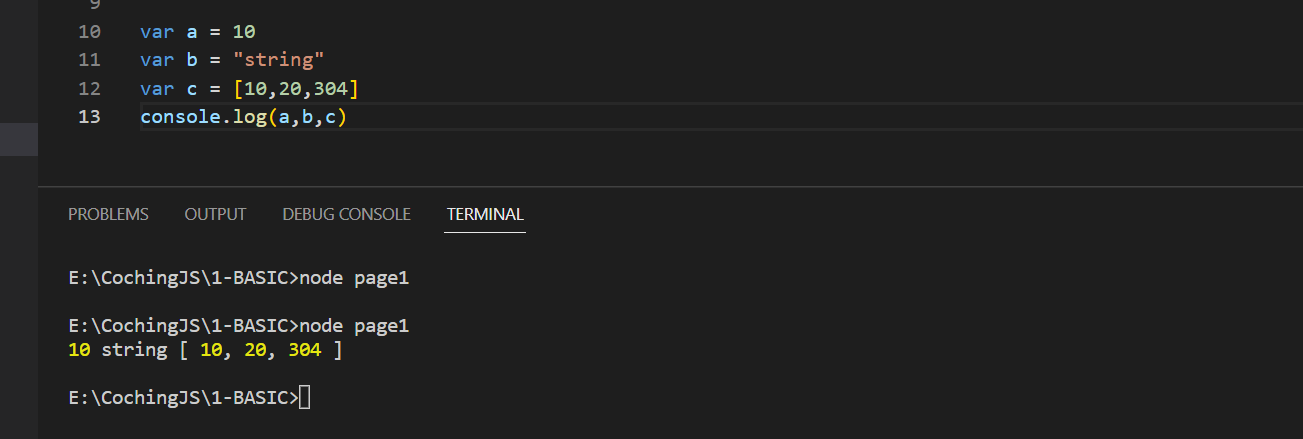 9
10 var a = 10
11 var b = "string"
12 var c = [10,20,304]
13 console.log(a,b,c)
PROBLEMS OUTPUT DEBUG CONSOLE TERMINAL
E:\CochingJS\1-BASIC>node page1
E:\CochingJS\1-BASIC>node page1
10 string [ 10, 20, 304 ]
E:\CochingJS\1-BASIC>